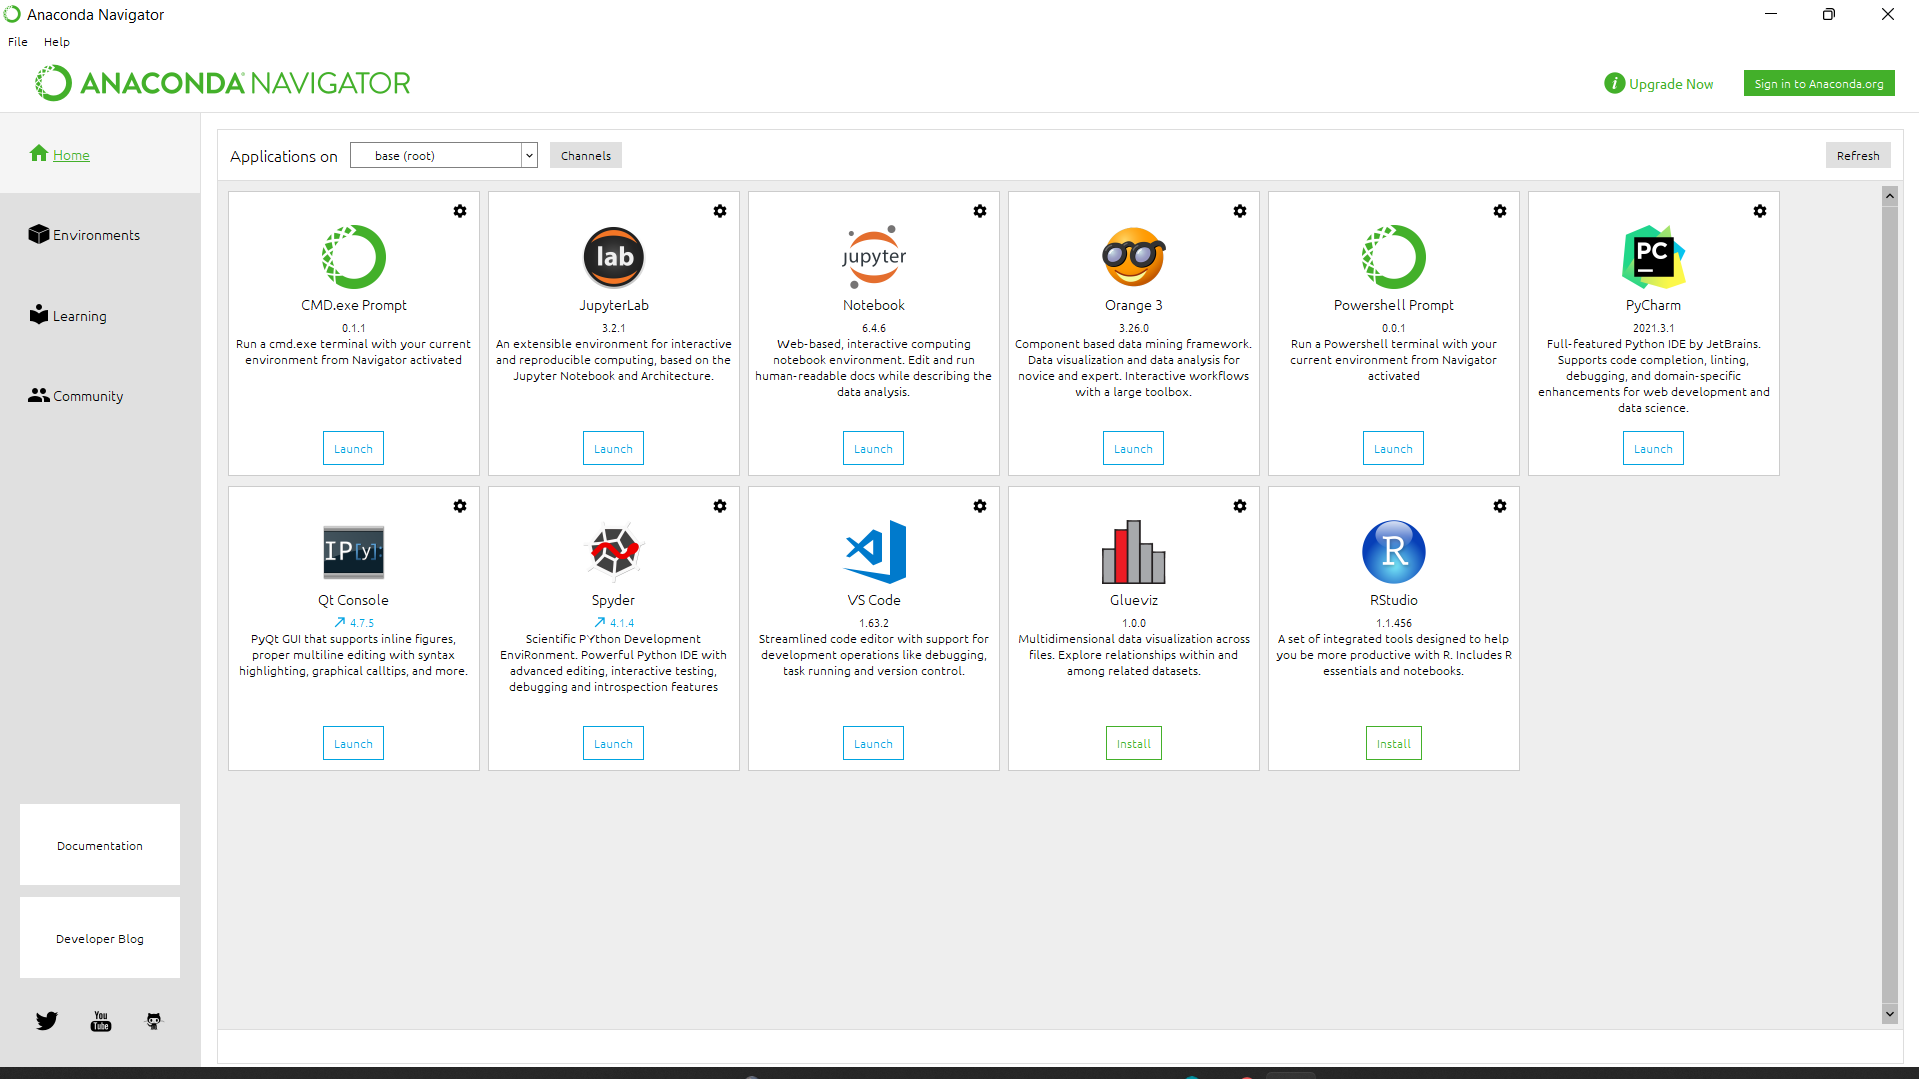 Anaconda Navigator
File Help
ANACONDA NAVIGATOR
i Upgrade Now
Sign in to Anaconda.org
Home
Environments
Learning
Community
Documentation
Developer Blog
You
Tube
Applications on base (root) Channels Refresh
CMD.exe Prompt
0.1.1
Run a cmd.exe terminal with your current
environment from Navigator activated
Launch
lab
JupyterLab
3.2.1
An extensible environment for interactive
and reproducible computing, based on the
Jupyter Notebook and Architecture.
Launch
jupyter
Notebook
6.4.6
Web-based, interactive computing
notebook environment. Edit and run
human-readable docs while describing the
data analysis.
Launch
Orange 3
3.26.0
Component based data mining framework.
Data visualization and data analysis for
novice and expert. Interactive workflows
with a large toolbox.
Launch
Powershell Prompt
0.0.1
Run a Powershell terminal with your
current environment from Navigator
activated
Launch
PC
PyCharm
2021.3.1
Full-featured Python IDE by JetBrains.
Supports code completion, linting,
debugging, and domain-specific
enhancements for web development and
data science.
Launch
IP[y]:
Qt Console
4.7.5
PyQt GUI that supports inline figures,
proper multiline editing with syntax
highlighting, graphical calltips, and more.
Launch
Spyder
4.1.4
Scientific PYthon Development
EnviRonment. Powerful Python IDE with
advanced editing, interactive testing,
debugging and introspection features
Launch
VS Code
1.63.2
Streamlined code editor with support for
development operations like debugging,
task running and version control.
Launch
Glueviz
1.0.0
Multidimensional data visualization across
files. Explore relationships within and
among related datasets.
Install
R
RStudio
1.1.456
A set of integrated tools designed to help
you be more productive with R. Includes R
essentials and notebooks.
Install